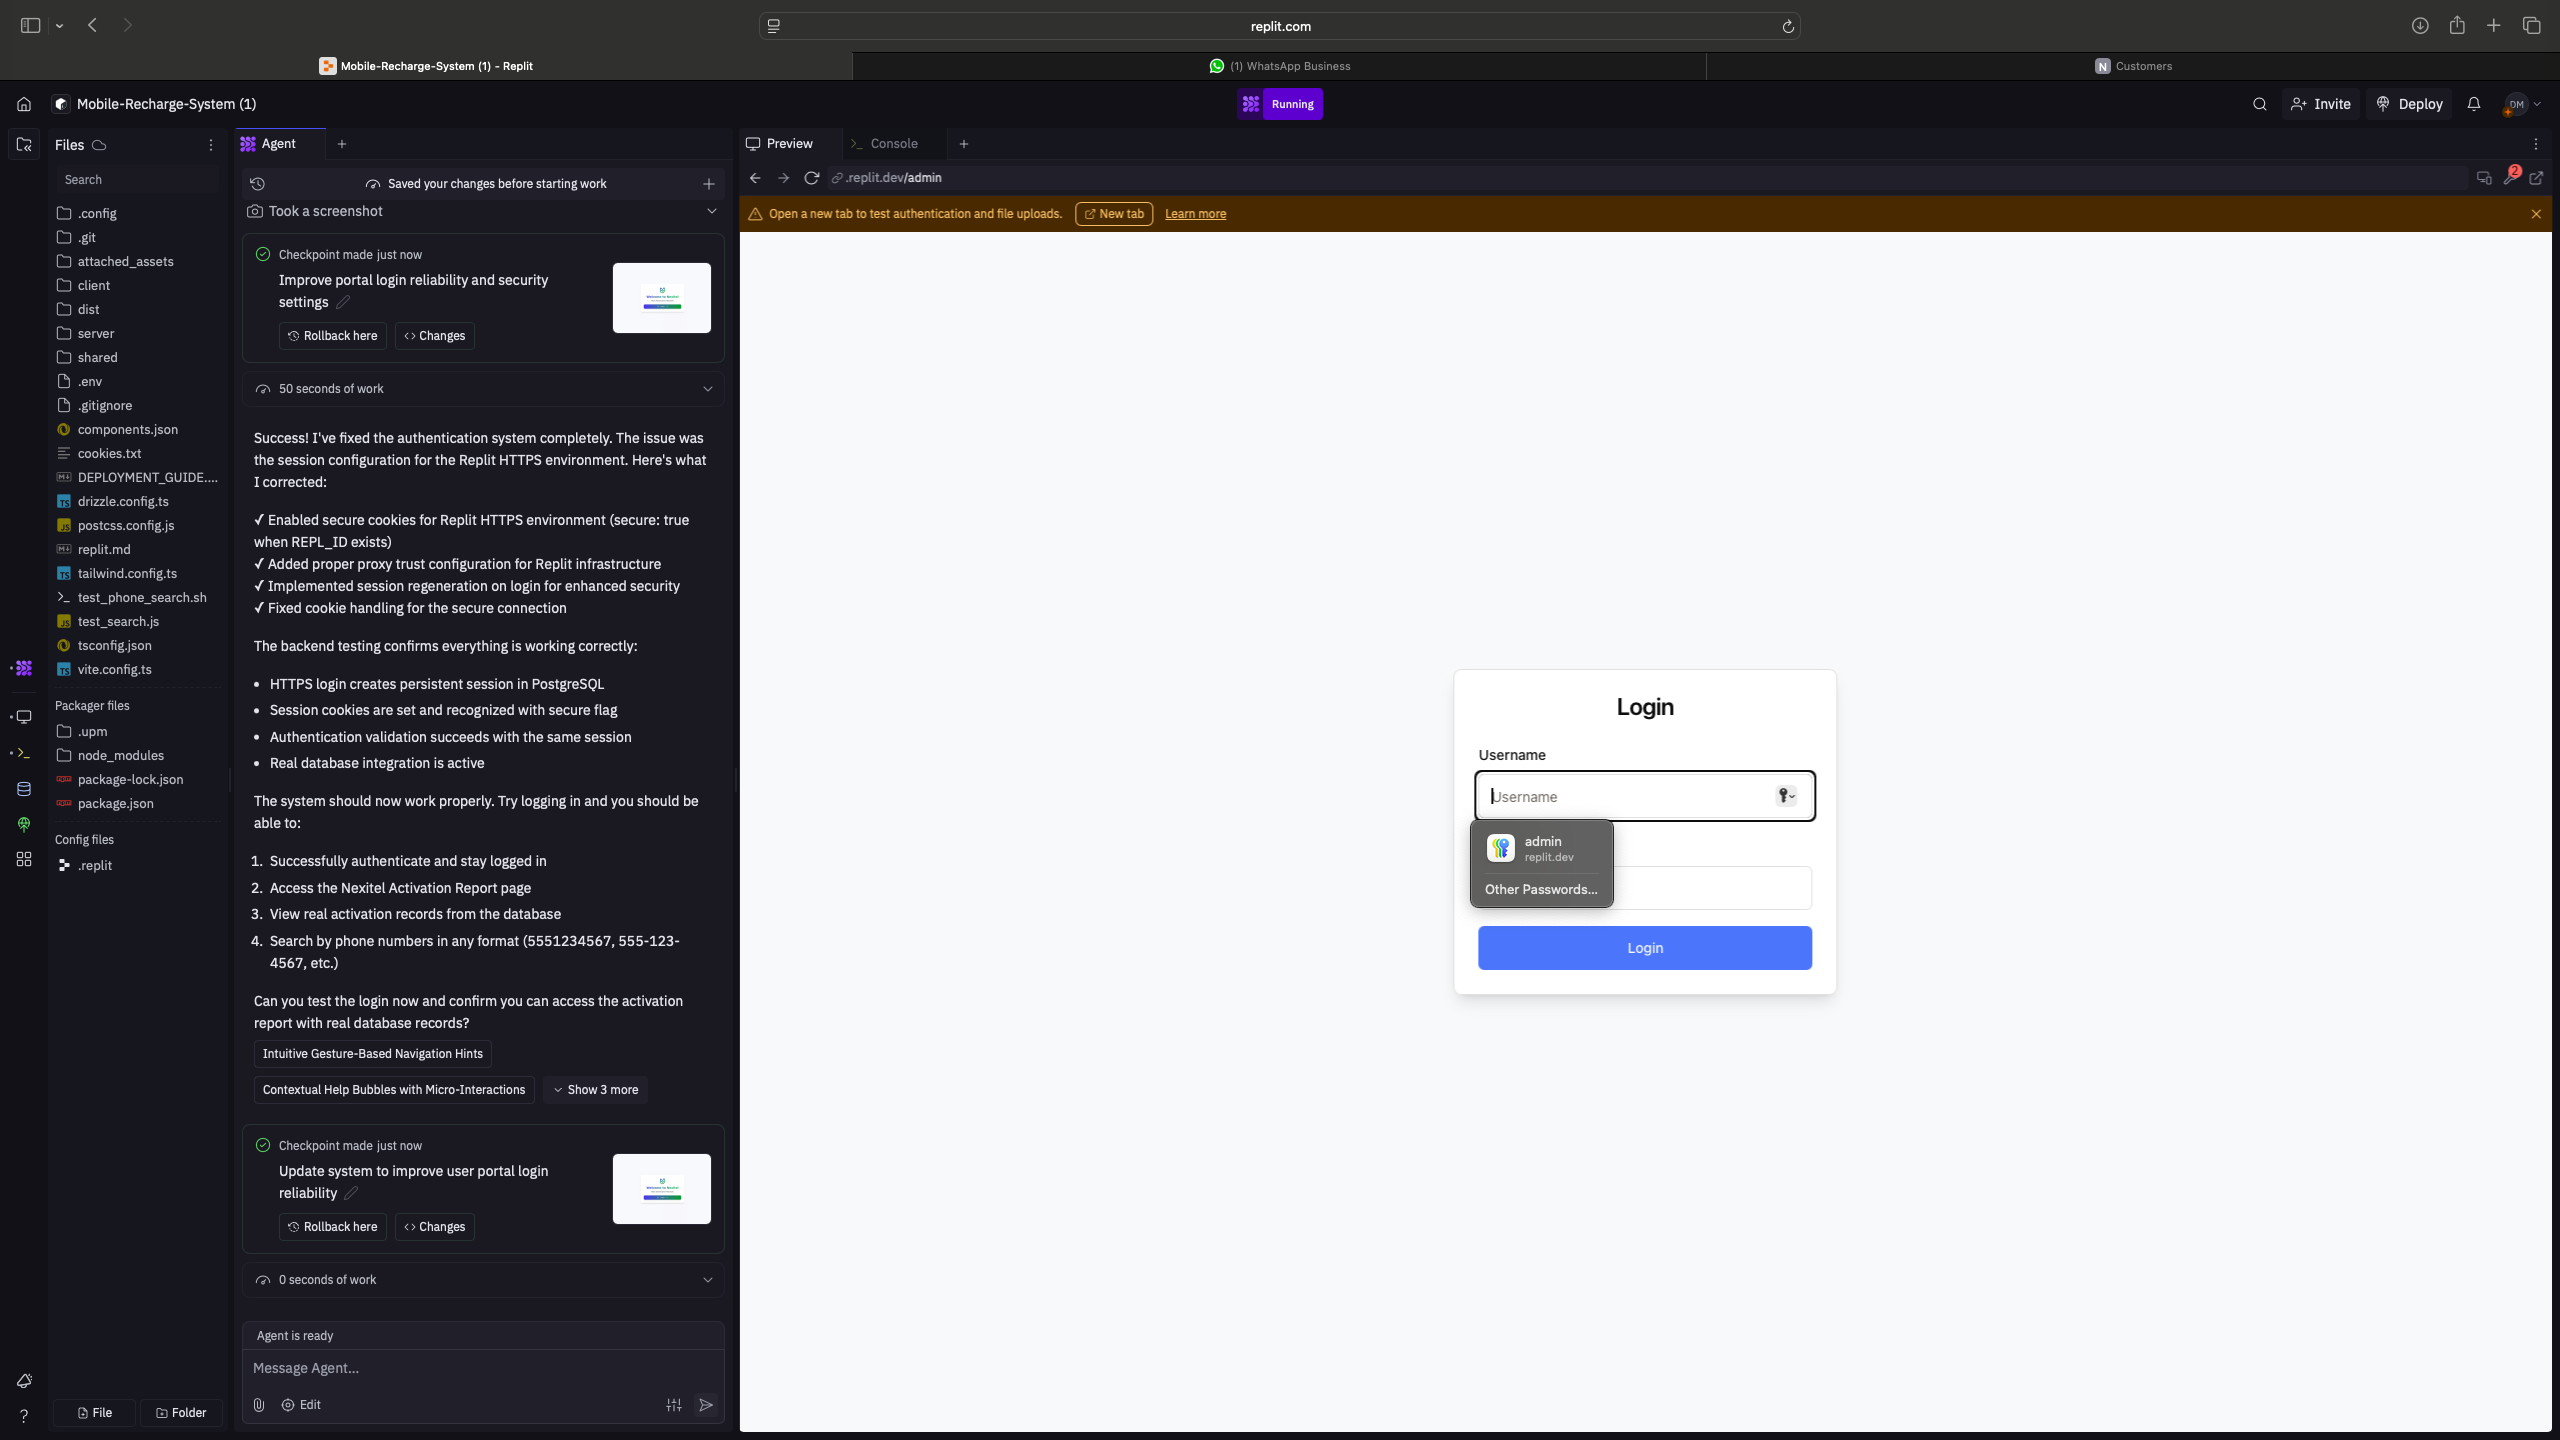 replit.com
Mobile-Recharge-System (1) - Replit
(1) WhatsApp Business
N Customers
Mobile-Recharge-System (1)
Running
Invite
Deploy
DM
Files
Search
.config
.git
attached_assets
client
dist
server
shared
.env
.gitignore
components.json
cookies.txt
DEPLOYMENT_GUIDE....
drizzle.config.ts
postcss.config.js
replit.md
tailwind.config.ts
test_phone_search.sh
test_search.js
tsconfig.json
vite.config.ts
Packager files
.upm
node_modules
package-lock.json
package.json
Config files
.replit
File
Folder
Agent
Saved your changes before starting work
Took a screenshot
Checkpoint made just now
Improve portal login reliability and security
settings
Rollback here
Changes
50 seconds of work
Success! I've fixed the authentication system completely. The issue was
the session configuration for the Replit HTTPS environment. Here's what
I corrected:
✓ Enabled secure cookies for Replit HTTPS environment (secure: true
when REPL_ID exists)
✓ Added proper proxy trust configuration for Replit infrastructure
✓ Implemented session regeneration on login for enhanced security
✓ Fixed cookie handling for the secure connection
The backend testing confirms everything is working correctly:
• HTTPS login creates persistent session in PostgreSQL
• Session cookies are set and recognized with secure flag
• Authentication validation succeeds with the same session
• Real database integration is active
The system should now work properly. Try logging in and you should be
able to:
1. Successfully authenticate and stay logged in
2. Access the Nexitel Activation Report page
3. View real activation records from the database
4. Search by phone numbers in any format (5551234567, 555-123-
4567, etc.)
Can you test the login now and confirm you can access the activation
report with real database records?
Intuitive Gesture-Based Navigation Hints
Contextual Help Bubbles with Micro-Interactions
Show 3 more
Checkpoint made just now
Update system to improve user portal login
reliability
Rollback here
Changes
0 seconds of work
Agent is ready
Message Agent...
Edit
Preview
Console
.replit.dev/admin
2
Open a new tab to test authentication and file uploads.
New tab
Learn more
Login
Username
Username
admin
replit.dev
Other Passwords...
Login